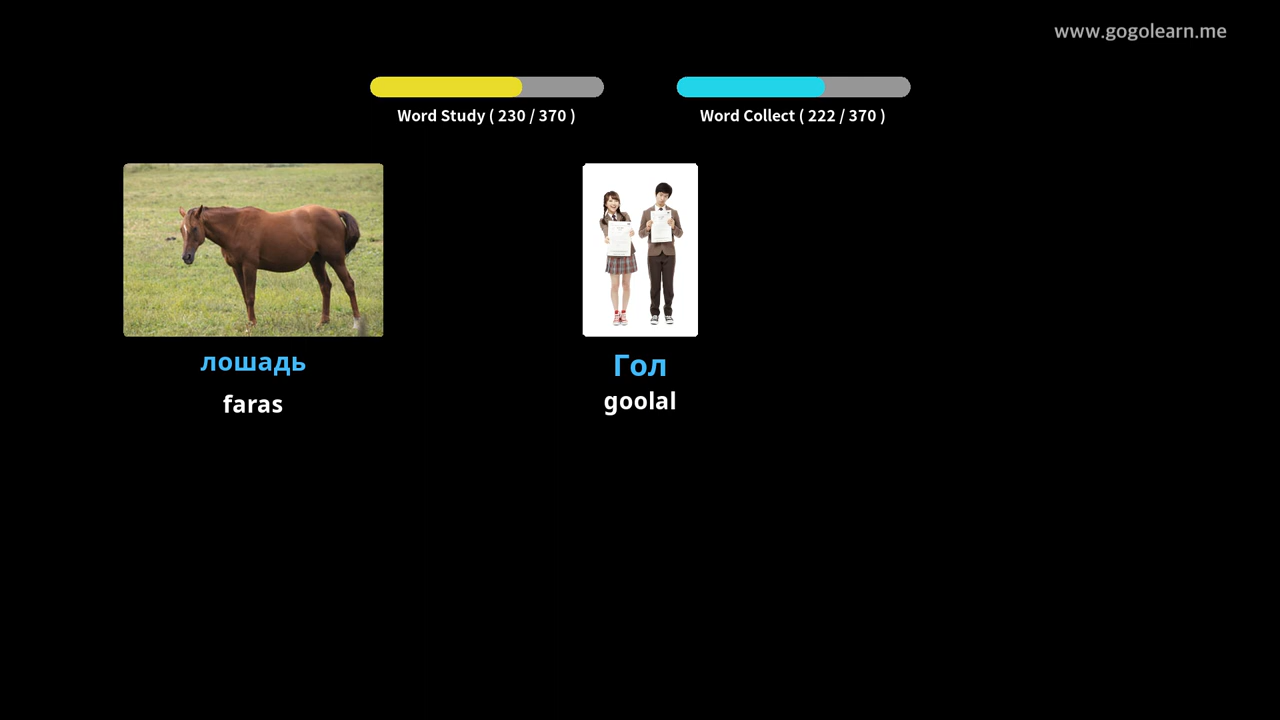 www.gogolearn.me
Word Study ( 230 / 370 )
Word Collect ( 222 / 370 )
лошадь
faras
Гол
goolal